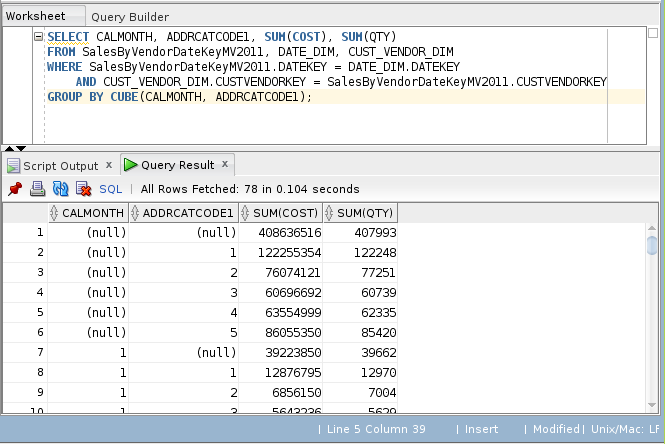 Worksheet Query Builder
SELECT CALMONTH, ADDRCATCODE1, SUM(COST), SUM(QTY)
FROM SalesByVendorDateKeyMV2011, DATE_DIM, CUST_VENDOR_DIM
WHERE SalesByVendorDateKeyMV2011.DATEKEY = DATE_DIM.DATEKEY
AND CUST_VENDOR_DIM.CUSTVENDORKEY = SalesByVendorDateKeyMV2011.CUSTVENDORKEY
GROUP BY CUBE(CALMONTH, ADDRCATCODE1);
Script Output x Query Result x
SQL | All Rows Fetched: 78 in 0.104 seconds
CALMONTH ADDRCATCODE1 SUM(COST) SUM(QTY)
1 (null) (null) 408636516 407993
2 (null) 1 122255354 122248
3 (null) 2 76074121 77251
4 (null) 3 60696692 60739
5 (null) 4 63554999 62335
6 (null) 5 86055350 85420
7 1 (null) 39223850 39662
8 1 1 12876795 12970
9 1 2 6856150 7004
10 1 3 5643236 5629
| Line 5 Column 39 | Insert | Modified | Unix/Mac: LF